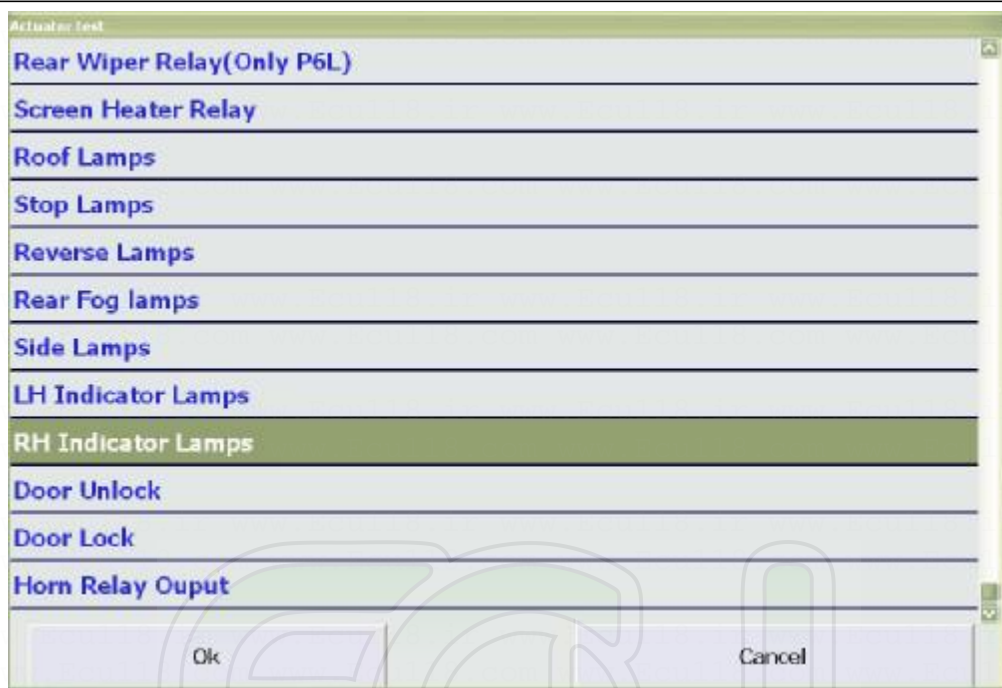 Actuator test
Rear Wiper Relay(Only P6L)
Screen Heater Relay
Roof Lamps
Stop Lamps
Reverse Lamps
Rear Fog lamps
Side Lamps
LH Indicator Lamps
RH Indicator Lamps
Door Unlock
Door Lock
Horn Relay Ouput
Ok
Cancel